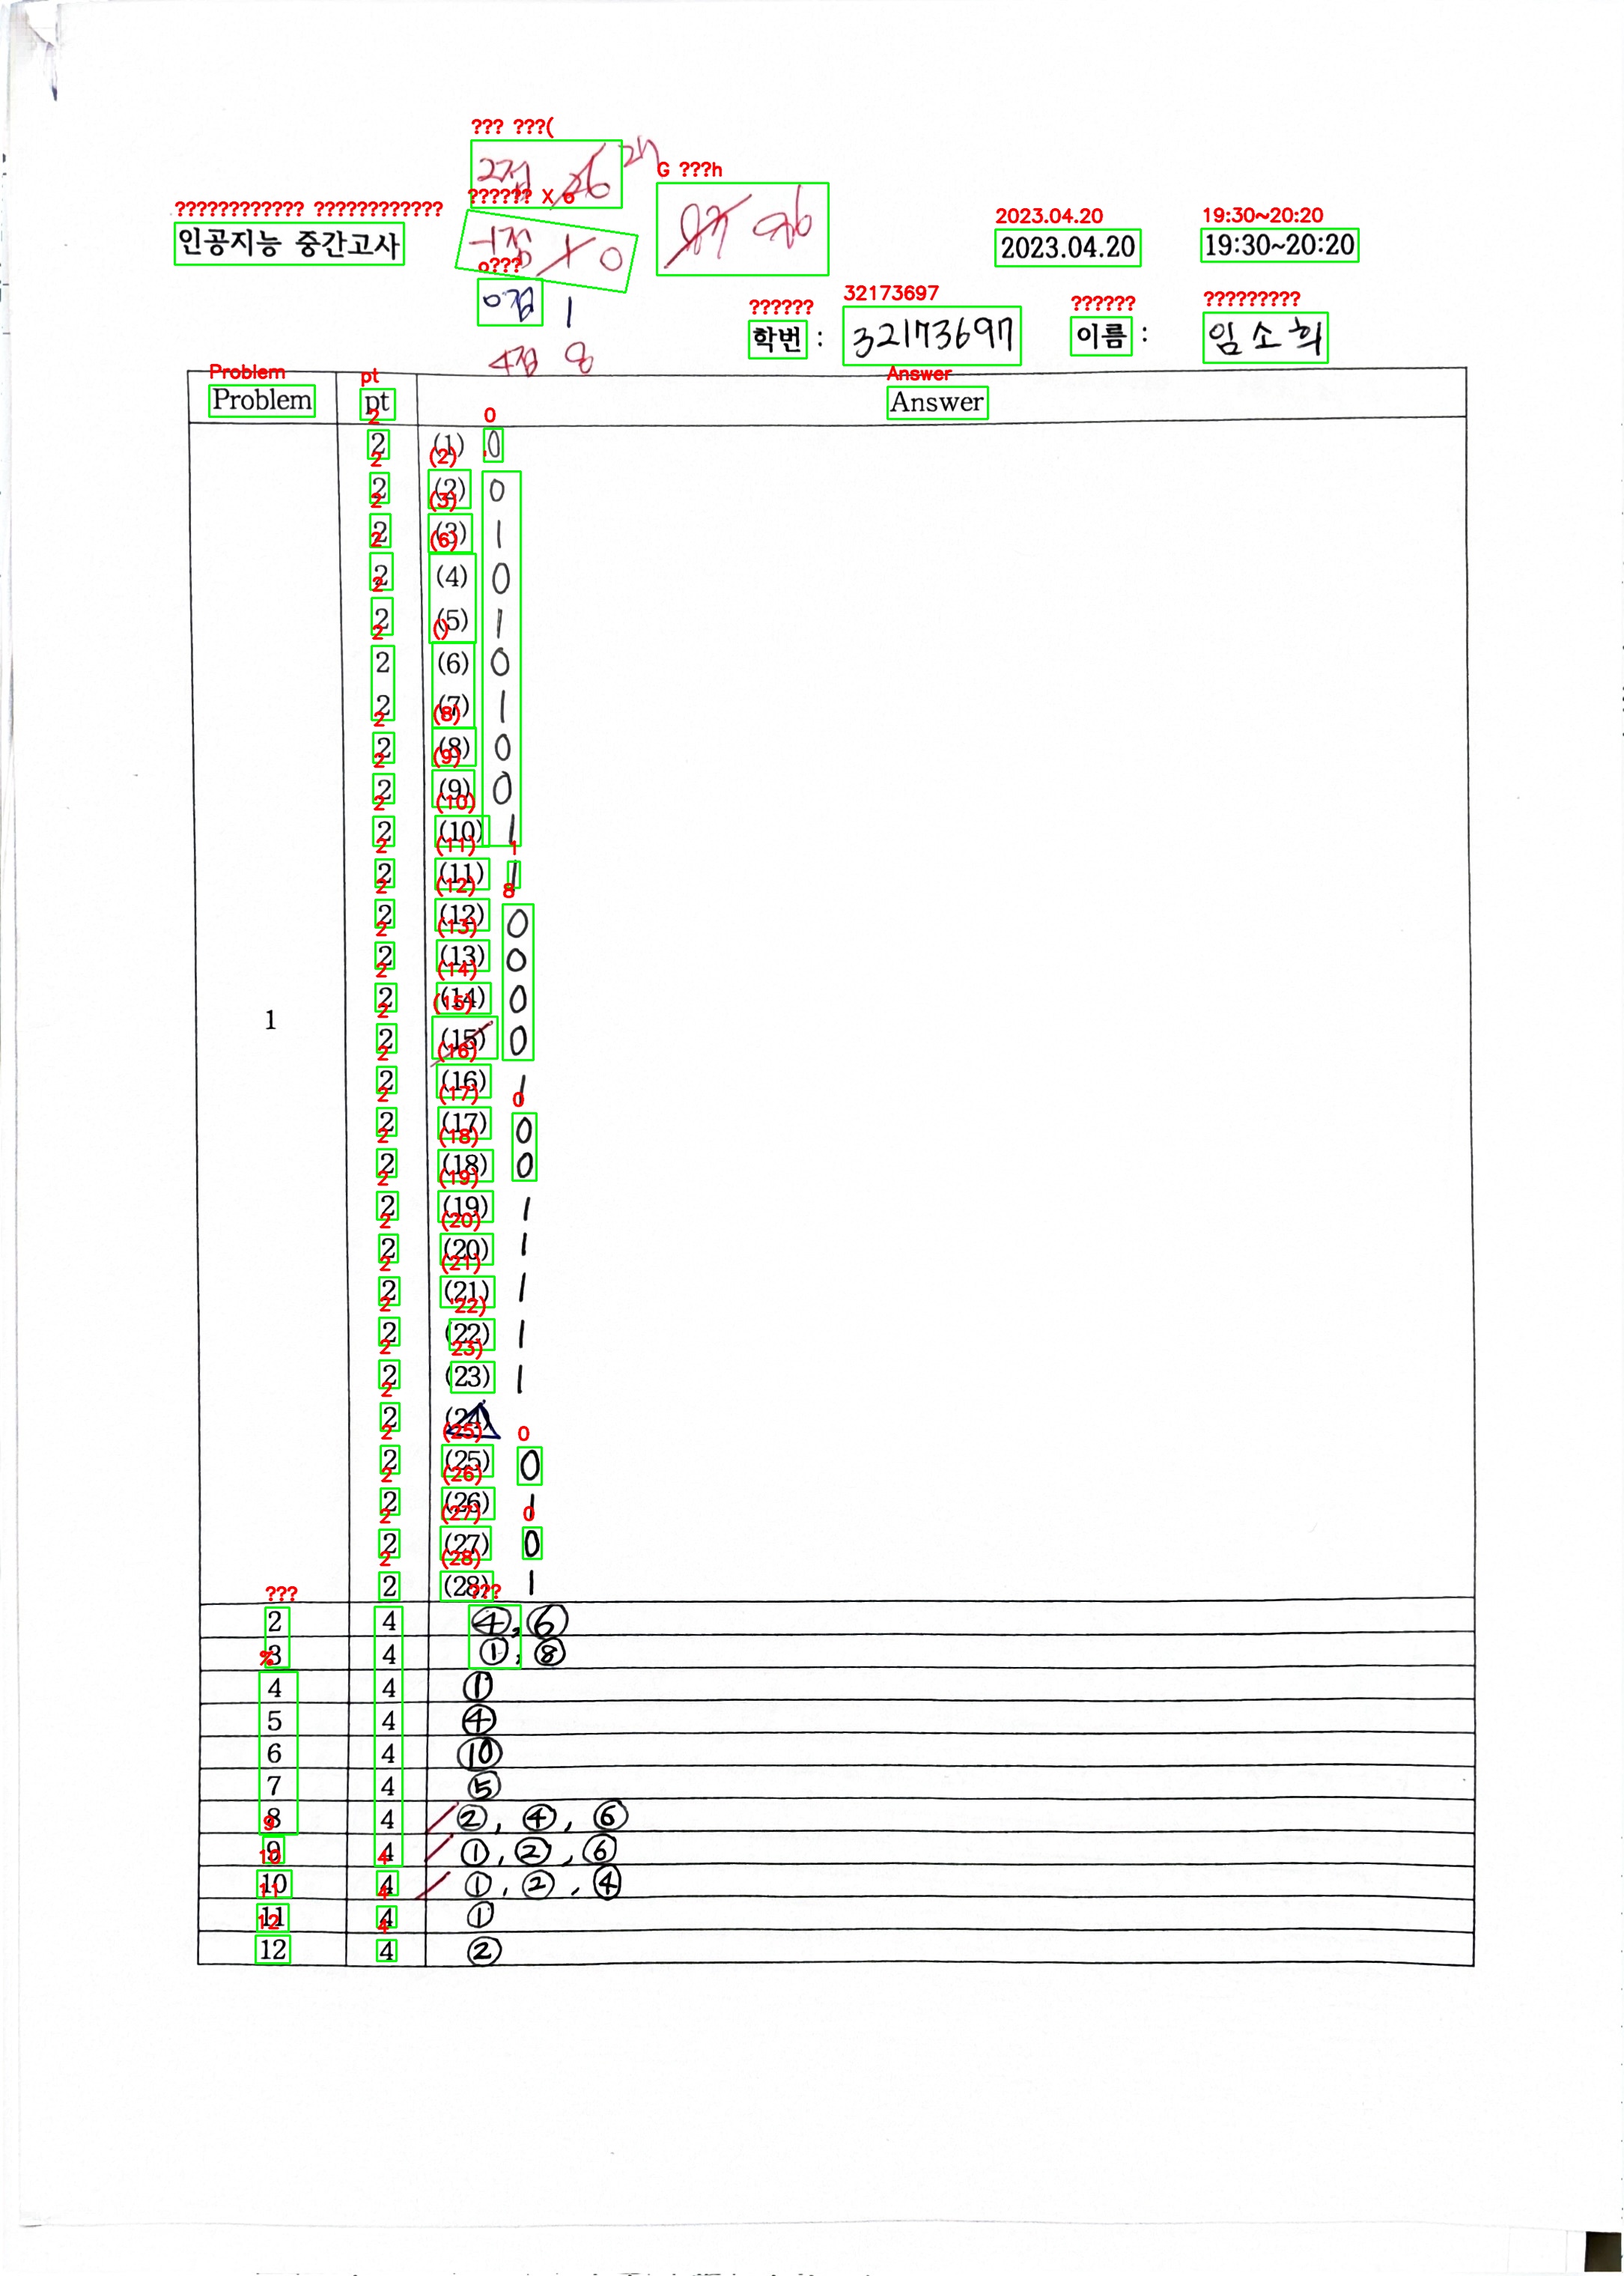 ??? ???(
2점 26 27
G ???h
?????? X 6
???????????? ????????????
인공지능 중간고사
-1점 X 0
97 96
2023.04.20
2023.04.20
19:30~20:20
19:30~20:20
o???
0점 1
??????
학번 :
32173697
32173697
??????
이름 :
?????????
임소희
4점 8
Problem pt Answer
Problem pt Answer
1
2 (1) 0
2 (2) 0
2 (3) 1
2 (4) 0
2 (5) 1
2 (6) 0
2 (7) 1
2 (8) 0
2 (9) 0
2 (10) 1
2 (11) 1
2 (12) 0
2 (13) 0
2 (14) 0
2 (15) 0
2 (16) 1
2 (17) 0
2 (18) 0
2 (19) 1
2 (20) 1
2 (21) 1
2 (22) 1
2 (23) 1
2 (24)
2 (25) 0
2 (26) 1
2 (27) 0
2 (28) 1
2 4 ④, ⑥
3 4 ①, ⑧
4 4 ①
5 4 ④
6 4 ⑩
7 4 ⑤
8 4 ②, ④, ⑥
9 4 ①, ②, ⑥
10 4 ①, ②, ④
11 4 ①
12 4 ②